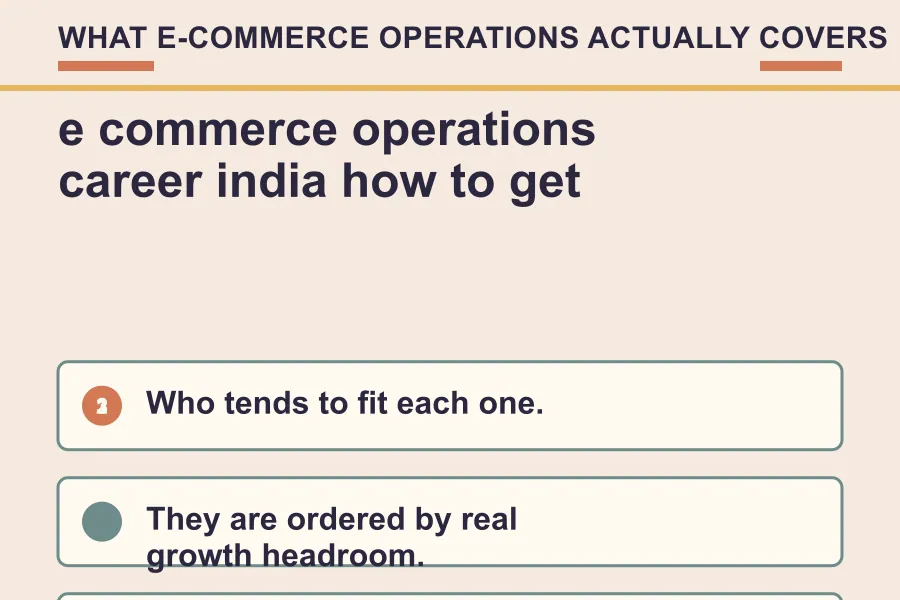 WHAT E-COMMERCE OPERATIONS ACTUALLY COVERS
e commerce operations
career india how to get
Who tends to fit each one.
They are ordered by real
growth headroom.